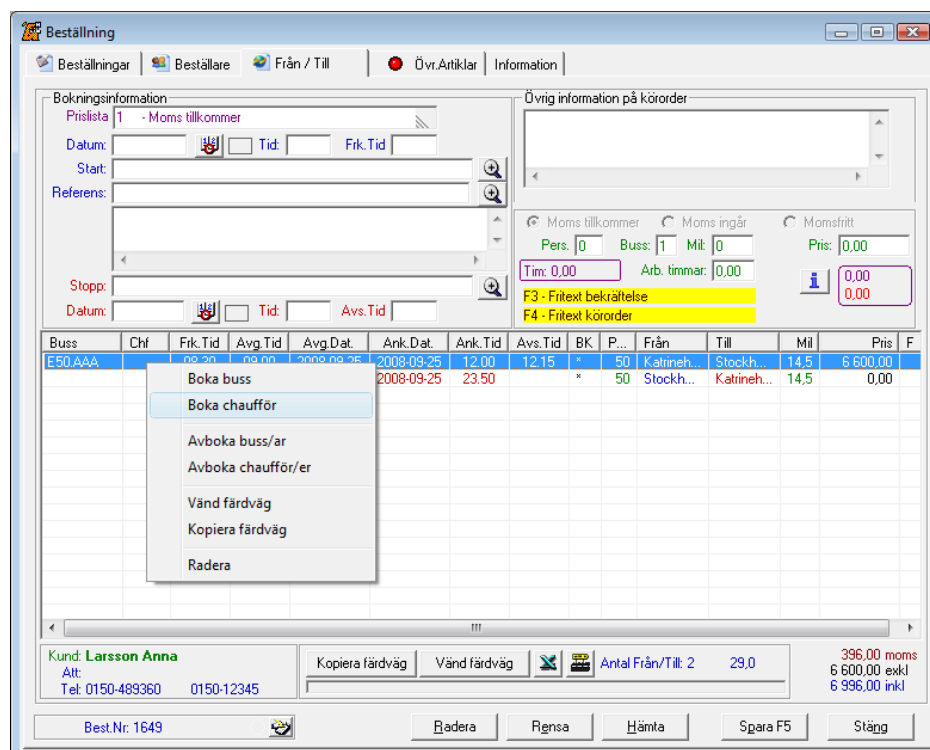 Beställning
Beställningar Beställare Från / Till Övr.Artiklar Information
Bokningsinformation
Prislista 1 - Moms tillkommer
Datum: Tid: Frk.Tid
Start:
Referens:
Stopp:
Datum: Tid: Avs.Tid
Övrig information på körorder
Moms tillkommer Moms ingår Momsfritt
Pers. 0 Buss: 1 Mil: 0 Pris: 0,00
Tim: 0,00 Arb. timmar: 0,00 0,00
0,00
F3 - Fritext bekräftelse
F4 - Fritext körorder
Buss Chf Frk.Tid Avg.Tid Avg.Dat. Ank.Dat. Ank.Tid Avs.Tid BK P... Från Till Mil Pris F
E50,AAA 08.30 09.00 2008-09-25 2008-09-25 12.00 12.15 * 50 Katrineh... Stockh... 14,5 6 600,00
2008-09-25 23.50 * 50 Stockh... Katrineh... 14,5 0,00
Boka buss
Boka chaufför
Avboka buss/ar
Avboka chaufför/er
Vänd färdväg
Kopiera färdväg
Radera
Kund: Larsson Anna
Att:
Tel: 0150-489360 0150-12345
Kopiera färdväg Vänd färdväg Antal Från/Till: 2 29,0
396,00 moms
6 600,00 exkl
6 996,00 inkl
Best.Nr: 1649
Radera Rensa Hämta Spara F5 Stäng